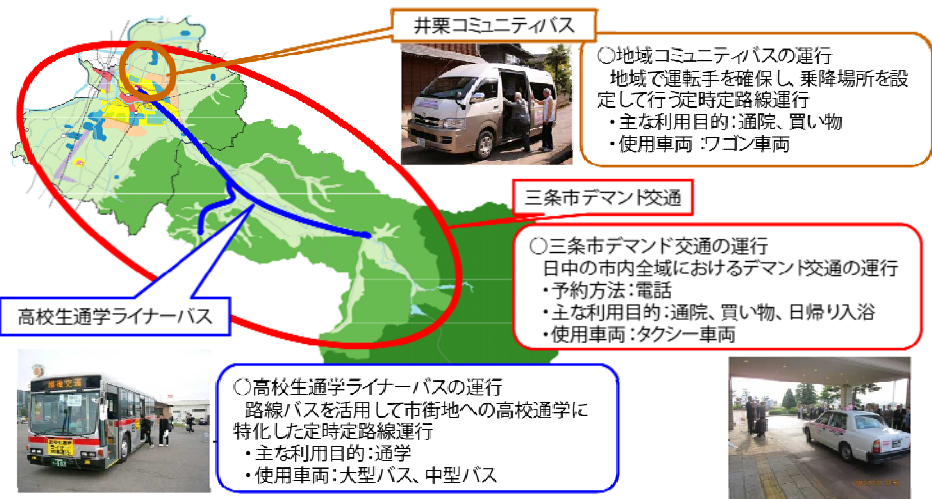 井栗コミュニティバス
○地域コミュニティバスの運行
地域で運転手を確保し、乗降場所を設
定して行う定時定路線運行
・主な利用目的：通院、買い物
・使用車両：ワゴン車両
三条市デマンド交通
○三条市デマンド交通の運行
日中の市内全域におけるデマンド交通の運行
・予約方法：電話
・主な利用目的：通院、買い物、日帰り入浴
・使用車両：タクシー車両
高校生通学ライナーバス
○高校生通学ライナーバスの運行
路線バスを活用して市街地への高校通学に
特化した定時定路線運行
・主な利用目的：通学
・使用車両：大型バス、中型バス